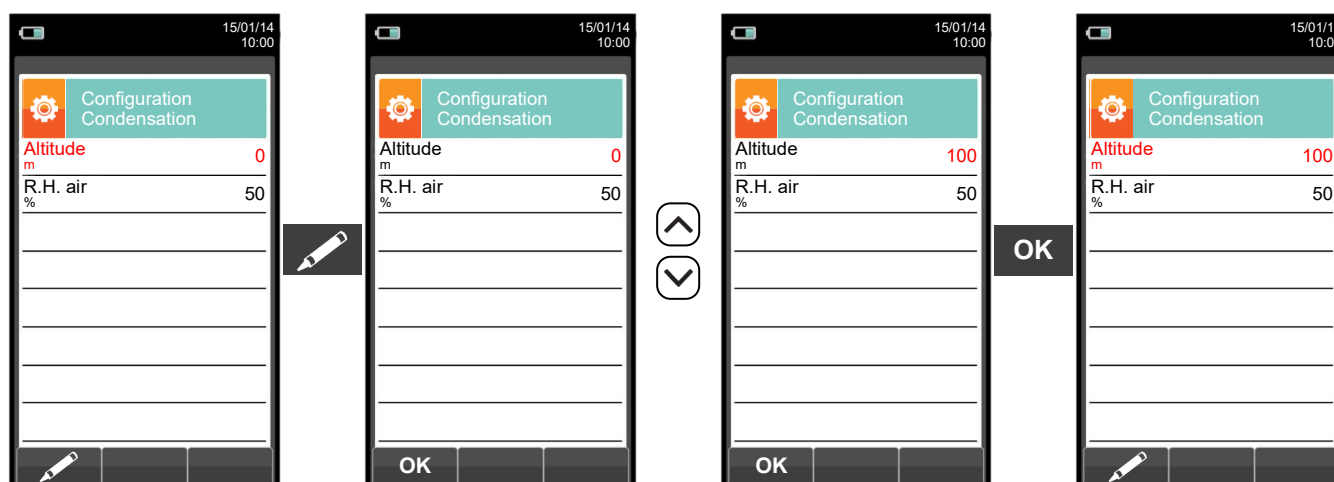 15/01/14
10:00
Configuration
Condensation
Altitude 0
m
R.H. air 50
%
15/01/14
10:00
Configuration
Condensation
Altitude 0
m
R.H. air 50
%
OK
15/01/14
10:00
Configuration
Condensation
Altitude 100
m
R.H. air 50
%
OK
OK
15/01/1
10:0
Configuration
Condensation
Altitude 100
m
R.H. air 50
%